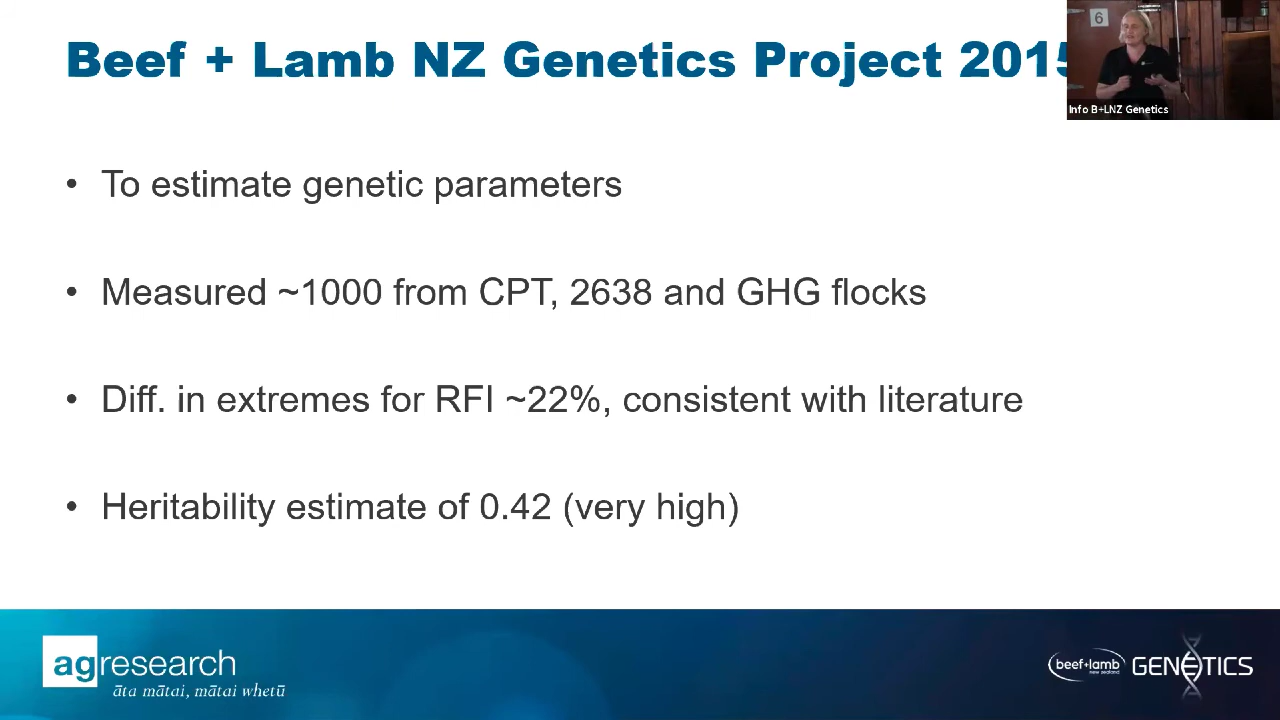 Beef + Lamb NZ Genetics Project 2015
6
Info B+LNZ Genetics
• To estimate genetic parameters
• Measured ~1000 from CPT, 2638 and GHG flocks
• Diff. in extremes for RFI ~22%, consistent with literature
• Heritability estimate of 0.42 (very high)
agresearch
āta mātai, mātai whetū
beef+lamb
new zealand
GENETICS